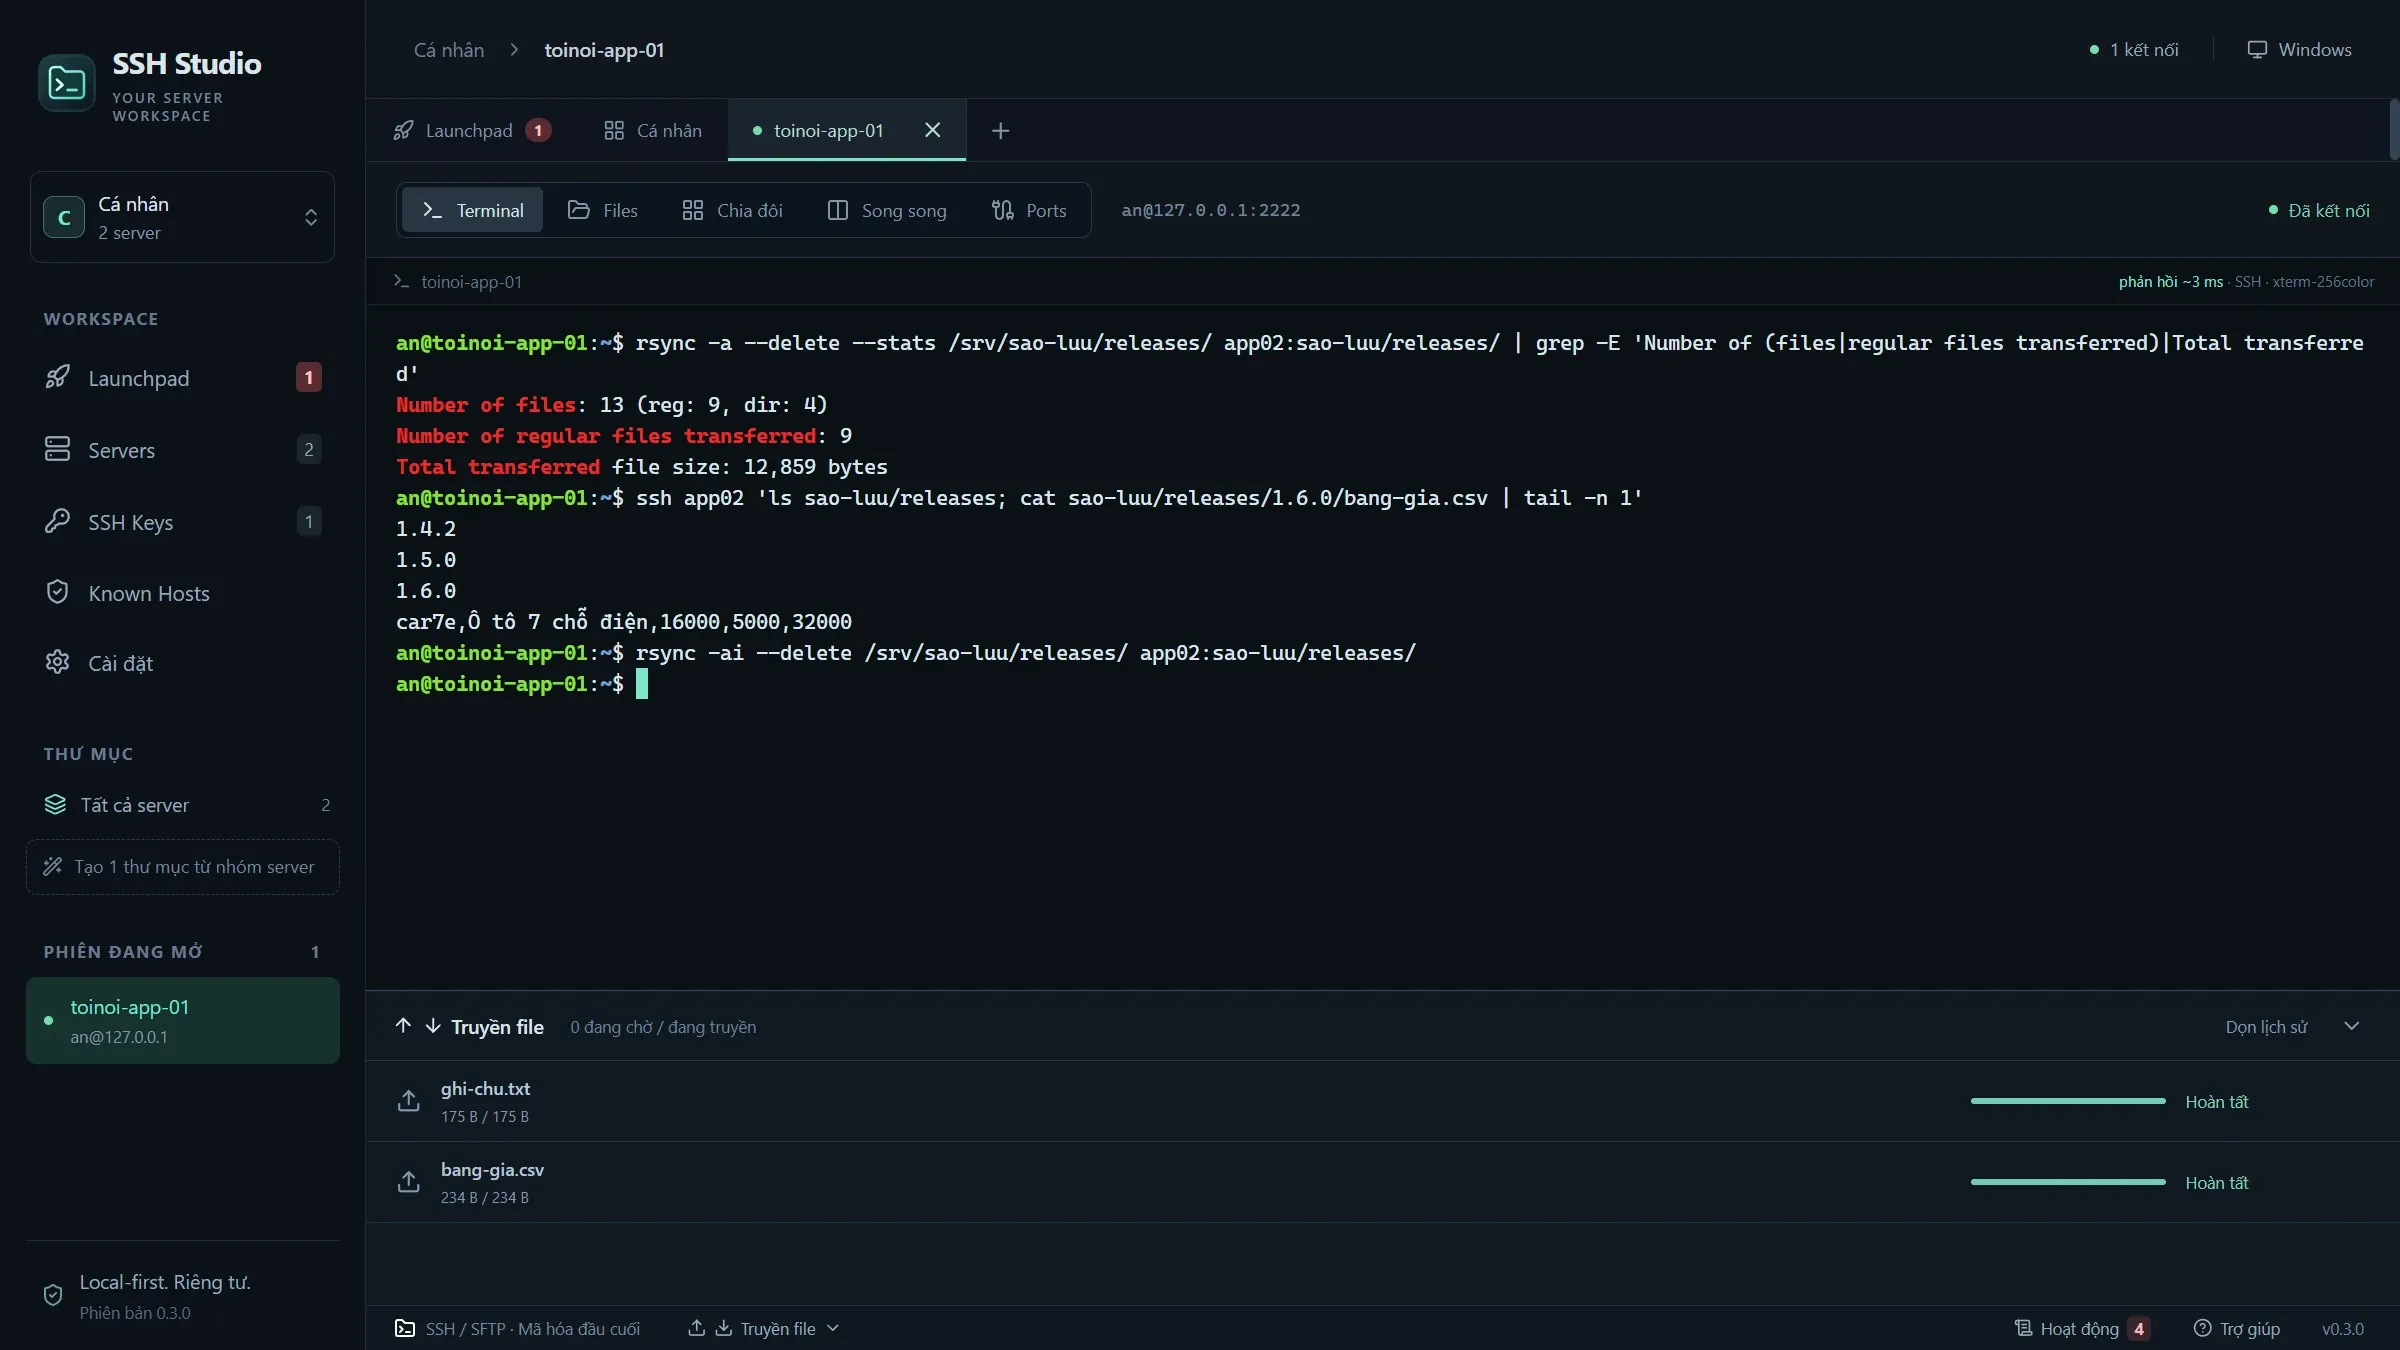 SSH Studio
YOUR SERVER
WORKSPACE
C
Cá nhân
2 server
WORKSPACE
Launchpad 1
Servers 2
SSH Keys 1
Known Hosts
Cài đặt
THƯ MỤC
Tất cả server 2
Tạo 1 thư mục từ nhóm server
PHIÊN ĐANG MỞ 1
toinoi-app-01
an@127.0.0.1
Local-first. Riêng tư.
Phiên bản 0.3.0
Cá nhân > toinoi-app-01
1 kết nối
Windows
Launchpad 1
Cá nhân
toinoi-app-01
Terminal
Files
Chia đôi
Song song
Ports
an@127.0.0.1:2222
Đã kết nối
toinoi-app-01
phản hồi ~3 ms · SSH · xterm-256color
an@toinoi-app-01:~$ rsync -a --delete --stats /srv/sao-luu/releases/ app02:sao-luu/releases/ | grep -E 'Number of (files|regular files transferred)|Total transferre
d'
Number of files: 13 (reg: 9, dir: 4)
Number of regular files transferred: 9
Total transferred file size: 12,859 bytes
an@toinoi-app-01:~$ ssh app02 'ls sao-luu/releases; cat sao-luu/releases/1.6.0/bang-gia.csv | tail -n 1'
1.4.2
1.5.0
1.6.0
car7e,Ô tô 7 chỗ điện,16000,5000,32000
an@toinoi-app-01:~$ rsync -ai --delete /srv/sao-luu/releases/ app02:sao-luu/releases/
an@toinoi-app-01:~$
Truyền file 0 đang chờ / đang truyền
Dọn lịch sử
ghi-chu.txt
175 B / 175 B
Hoàn tất
bang-gia.csv
234 B / 234 B
Hoàn tất
SSH / SFTP · Mã hóa đầu cuối
Truyền file
Hoạt động 4
Trợ giúp
v0.3.0